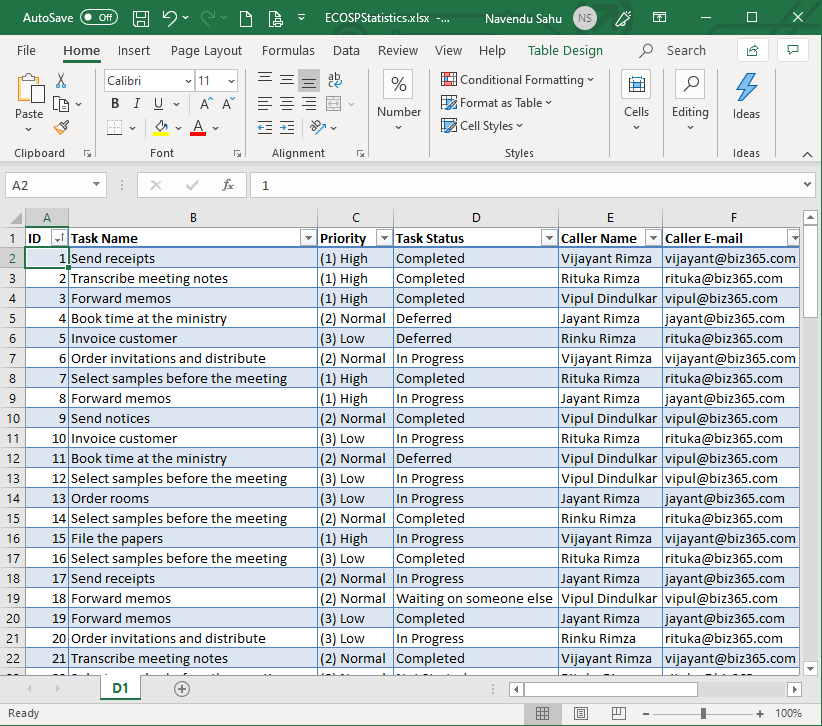 AutoSave Off ECOSPStatistics.xlsx -... Navendu Sahu NS
File Home Insert Page Layout Formulas Data Review View Help Table Design Search
Calibri 11 ab c % Conditional Formatting
Format as Table
B I U A A Paste Number Cell Styles Cells Editing Ideas
A
Clipboard Font Alignment Styles Ideas
A2 fx 1
A B C D E F
1 ID Task Name Priority Task Status Caller Name Caller E-mail
2 1 Send receipts (1) High Completed Vijayant Rimza vijayant@biz365.com
3 2 Transcribe meeting notes (1) High Completed Rituka Rimza rituka@biz365.com
4 3 Forward memos (1) High Completed Vipul Dindulkar vipul@biz365.com
5 4 Book time at the ministry (2) Normal Deferred Jayant Rimza jayant@biz365.com
6 5 Invoice customer (3) Low Deferred Rinku Rimza rituka@biz365.com
7 6 Order invitations and distribute (2) Normal In Progress Vijayant Rimza vijayant@biz365.com
8 7 Select samples before the meeting (1) High Completed Rituka Rimza rituka@biz365.com
9 8 Forward memos (1) High In Progress Jayant Rimza jayant@biz365.com
10 9 Send notices (2) Normal Completed Vipul Dindulkar vipul@biz365.com
11 10 Invoice customer (3) Low In Progress Rituka Rimza rituka@biz365.com
12 11 Book time at the ministry (2) Normal Deferred Vipul Dindulkar vipul@biz365.com
13 12 Select samples before the meeting (3) Low In Progress Vipul Dindulkar vipul@biz365.com
14 13 Order rooms (3) Low In Progress Jayant Rimza jayant@biz365.com
15 14 Select samples before the meeting (2) Normal Completed Rinku Rimza rituka@biz365.com
16 15 File the papers (1) High In Progress Vijayant Rimza vijayant@biz365.com
17 16 Select samples before the meeting (3) Low Completed Rituka Rimza rituka@biz365.com
18 17 Send receipts (2) Normal In Progress Jayant Rimza jayant@biz365.com
19 18 Forward memos (2) Normal Waiting on someone else Vipul Dindulkar vipul@biz365.com
20 19 Forward memos (3) Low Completed Jayant Rimza jayant@biz365.com
21 20 Order invitations and distribute (3) Low In Progress Rinku Rimza rituka@biz365.com
22 21 Transcribe meeting notes (2) Normal Completed Vijayant Rimza vijayant@biz365.com
D1
Ready 100%